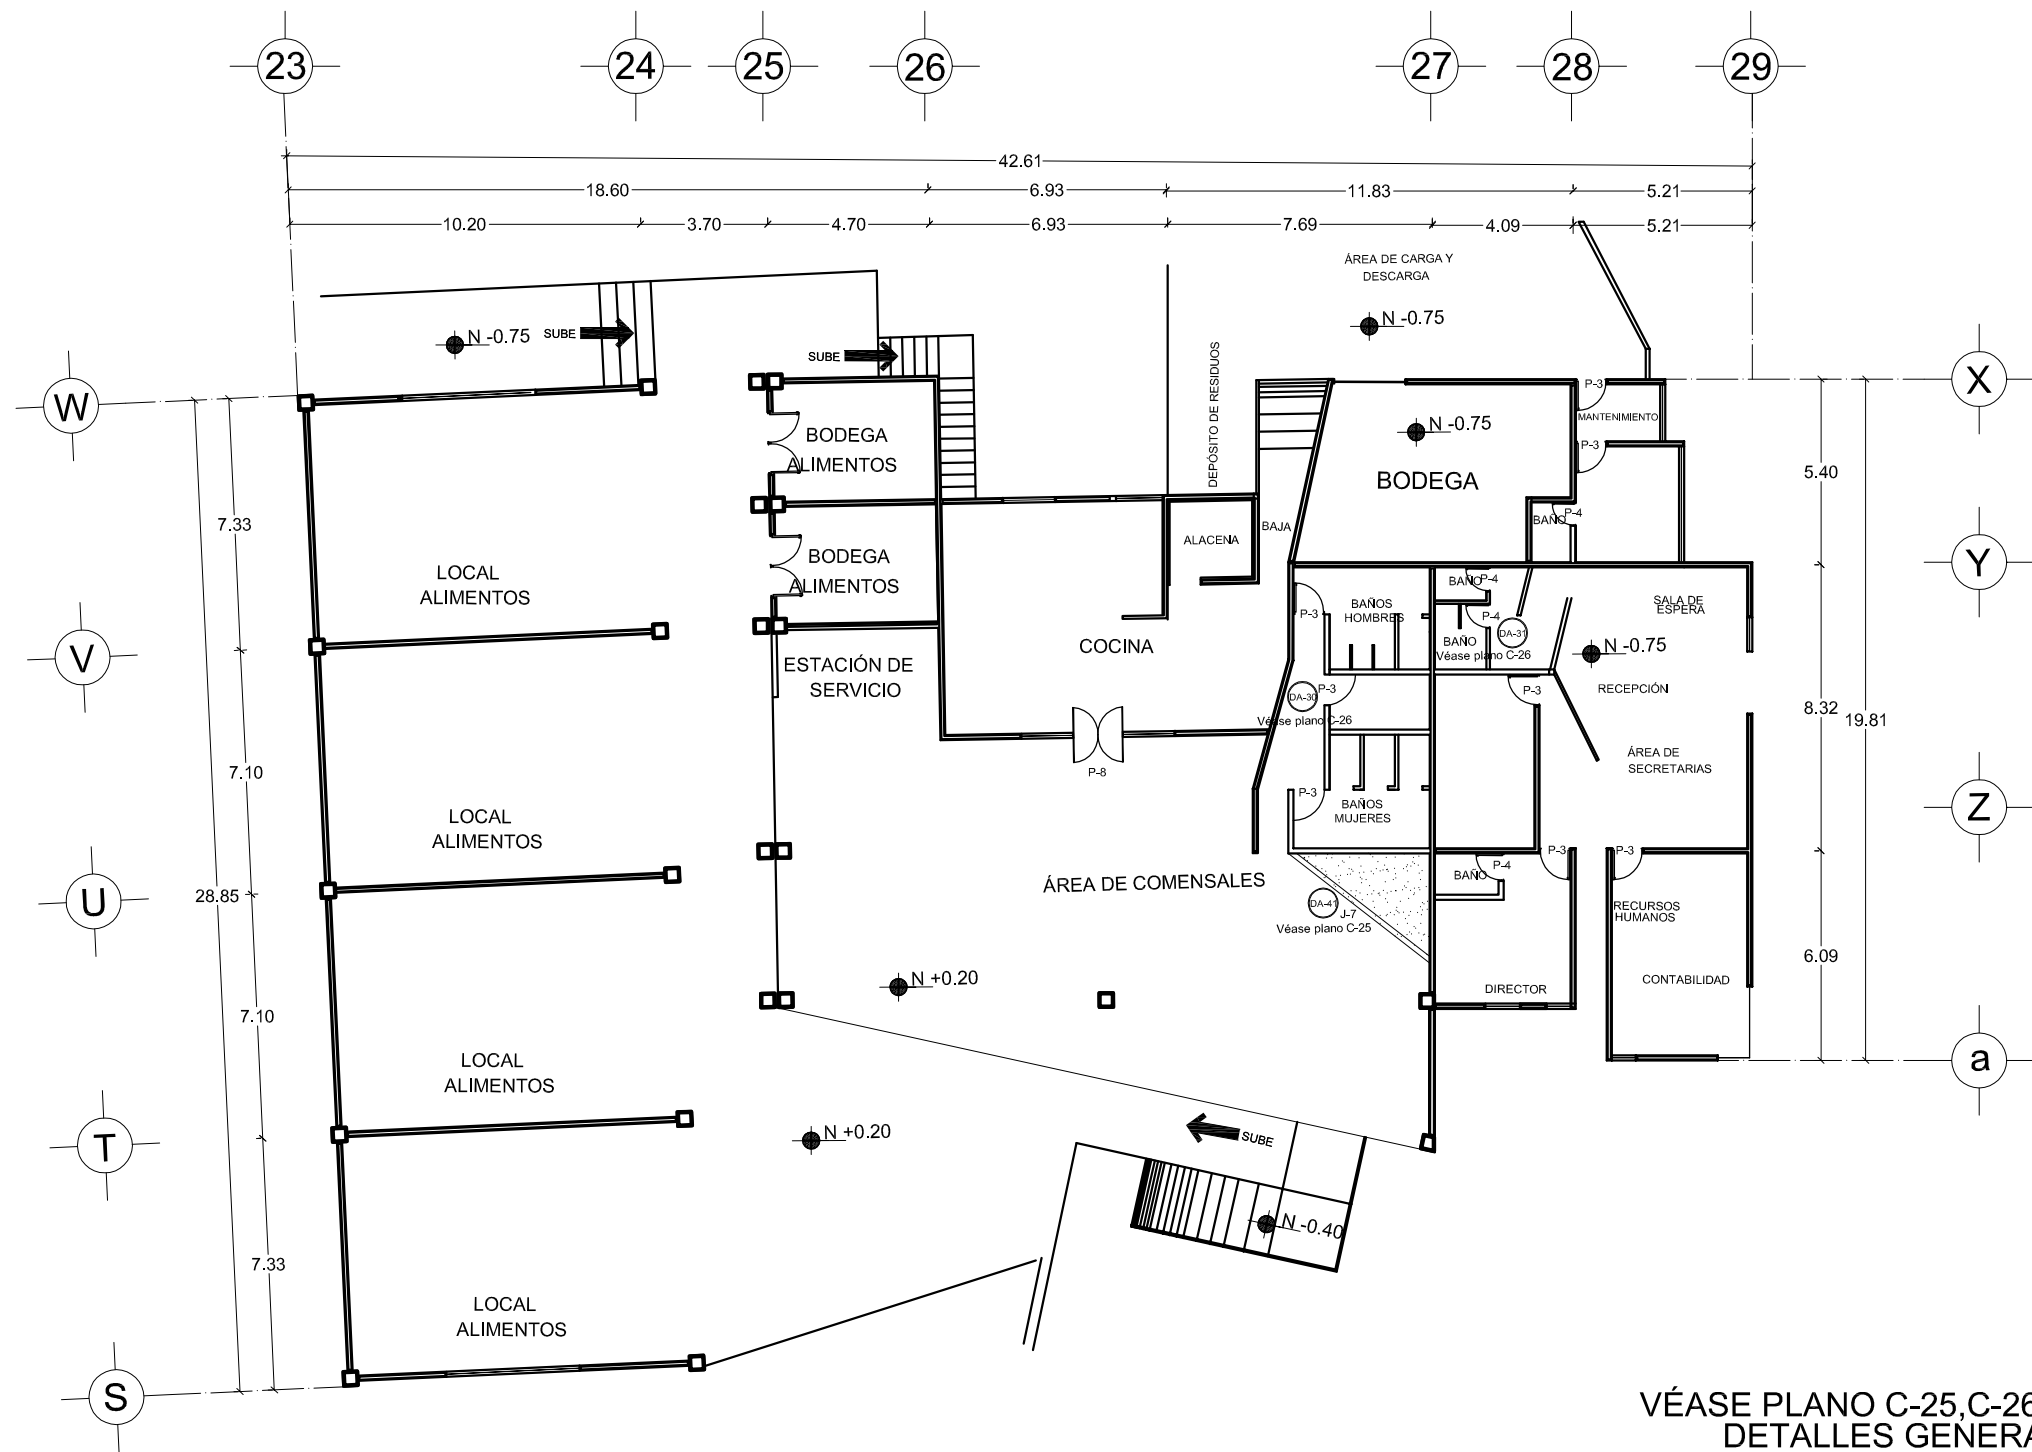 23
24
25
26
27
28
29
42.61
18.60
6.93
11.83
5.21
10.20
3.70
4.70
6.93
7.69
4.09
5.21
ÁREA DE CARGA Y
DESCARGA
N -0.75
N -0.75
SUBE
SUBE
DEPÓSITO DE RESIDUOS
W
V
U
T
S
X
Y
Z
a
7.33
7.10
7.10
7.33
28.85
5.40
8.32
6.09
19.81
P-3
MANTENIMIENTO
P-3
N -0.75
BODEGA
BAÑO
P-4
BODEGA
ALIMENTOS
BODEGA
ALIMENTOS
BAJA
ALACENA
LOCAL
ALIMENTOS
ESTACIÓN DE
SERVICIO
COCINA
P-8
P-3
BAÑOS
HOMBRES
BAÑO
P-4
P-4
BAÑO
DA-31
Véase plano C-26
SALA DE
ESPERA
N -0.75
RECEPCIÓN
P-3
DA-30
P-3
Véase plano C-26
ÁREA DE
SECRETARIAS
P-3
BAÑOS
MUJERES
LOCAL
ALIMENTOS
ÁREA DE COMENSALES
P-3
P-3
P-4
BAÑO
DA-41
J-7
Véase plano C-25
RECURSOS
HUMANOS
CONTABILIDAD
DIRECTOR
N +0.20
LOCAL
ALIMENTOS
N +0.20
SUBE
N -0.40
LOCAL
ALIMENTOS
VÉASE PLANO C-25,C-26
DETALLES GENERA